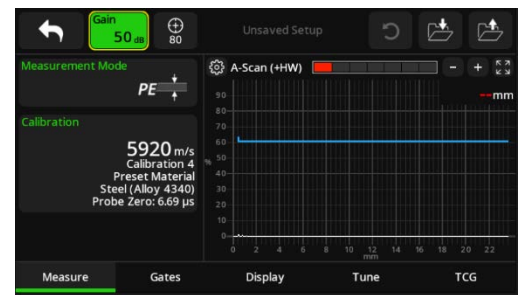 Gain
50 dB
80
Unsaved Setup
Measurement Mode
PE
Calibration
5920 m/s
Calibration 4
Preset Material
Steel (Alloy 4340)
Probe Zero: 6.69 µs
A-Scan (+HW)
- +
--mm
90
80
70
60
50
%
40
30
20
10
0
0 2 4 6 8 10 12 14 16 18 20 22
mm
Measure Gates Display Tune TCG